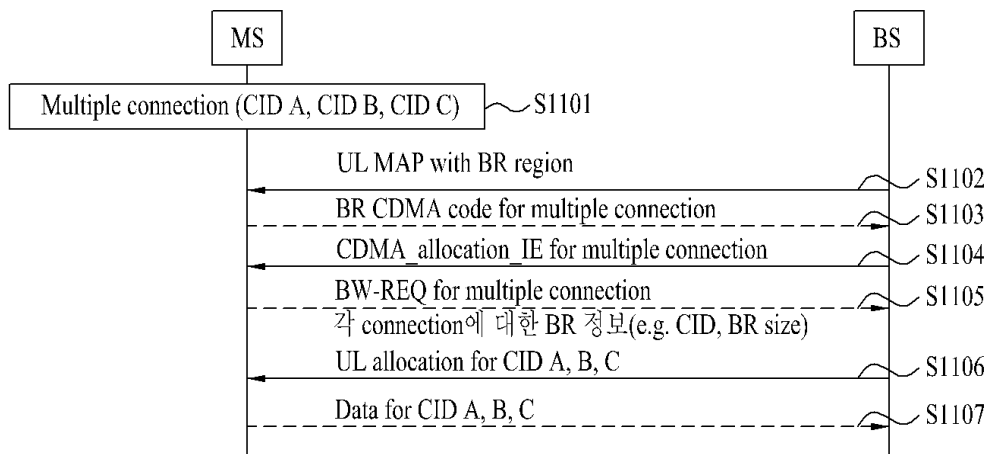 MS
BS
Multiple connection (CID A, CID B, CID C)
S1101
UL MAP with BR region
S1102
BR CDMA code for multiple connection
S1103
CDMA_allocation_IE for multiple connection
S1104
BW-REQ for multiple connection
S1105
각 connection에 대한 BR 정보(e.g. CID, BR size)
UL allocation for CID A, B, C
S1106
Data for CID A, B, C
S1107